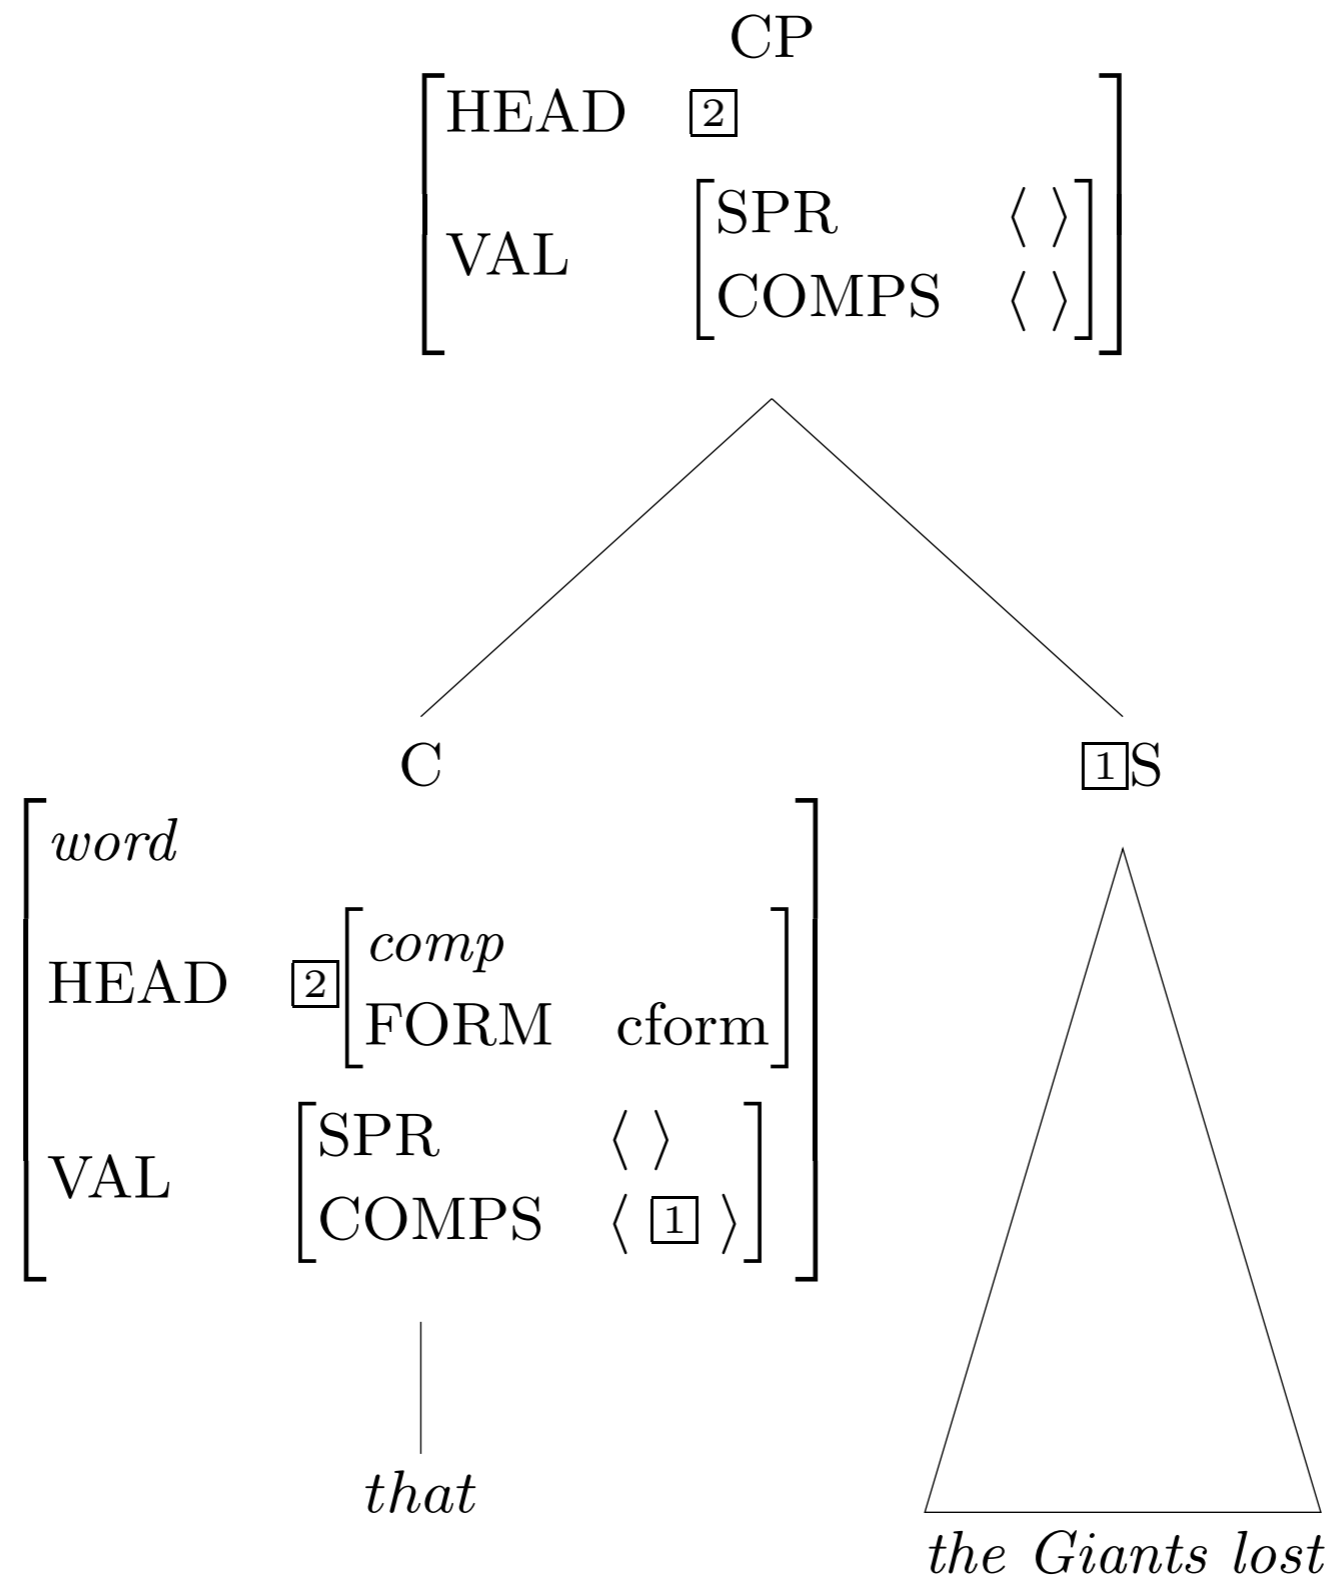 CP
HEAD 2
SPR ⟨ ⟩
VAL
COMPS ⟨ ⟩
C
1 S
word
comp
HEAD 2
FORM cform
SPR ⟨ ⟩
VAL
COMPS ⟨ 1 ⟩
that
the Giants lost